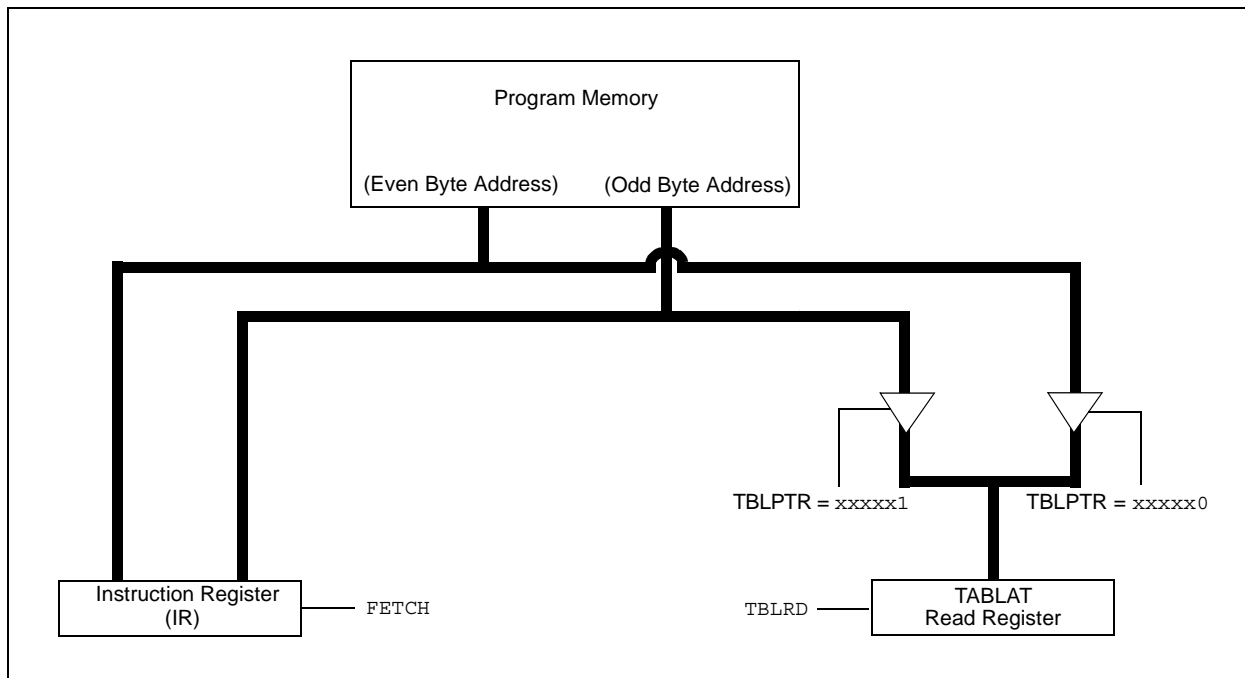 Program Memory
(Even Byte Address) (Odd Byte Address)
TBLPTR = xxxxx1 TBLPTR = xxxxx0
Instruction Register
(IR)
FETCH
TBLRD
TABLAT
Read Register